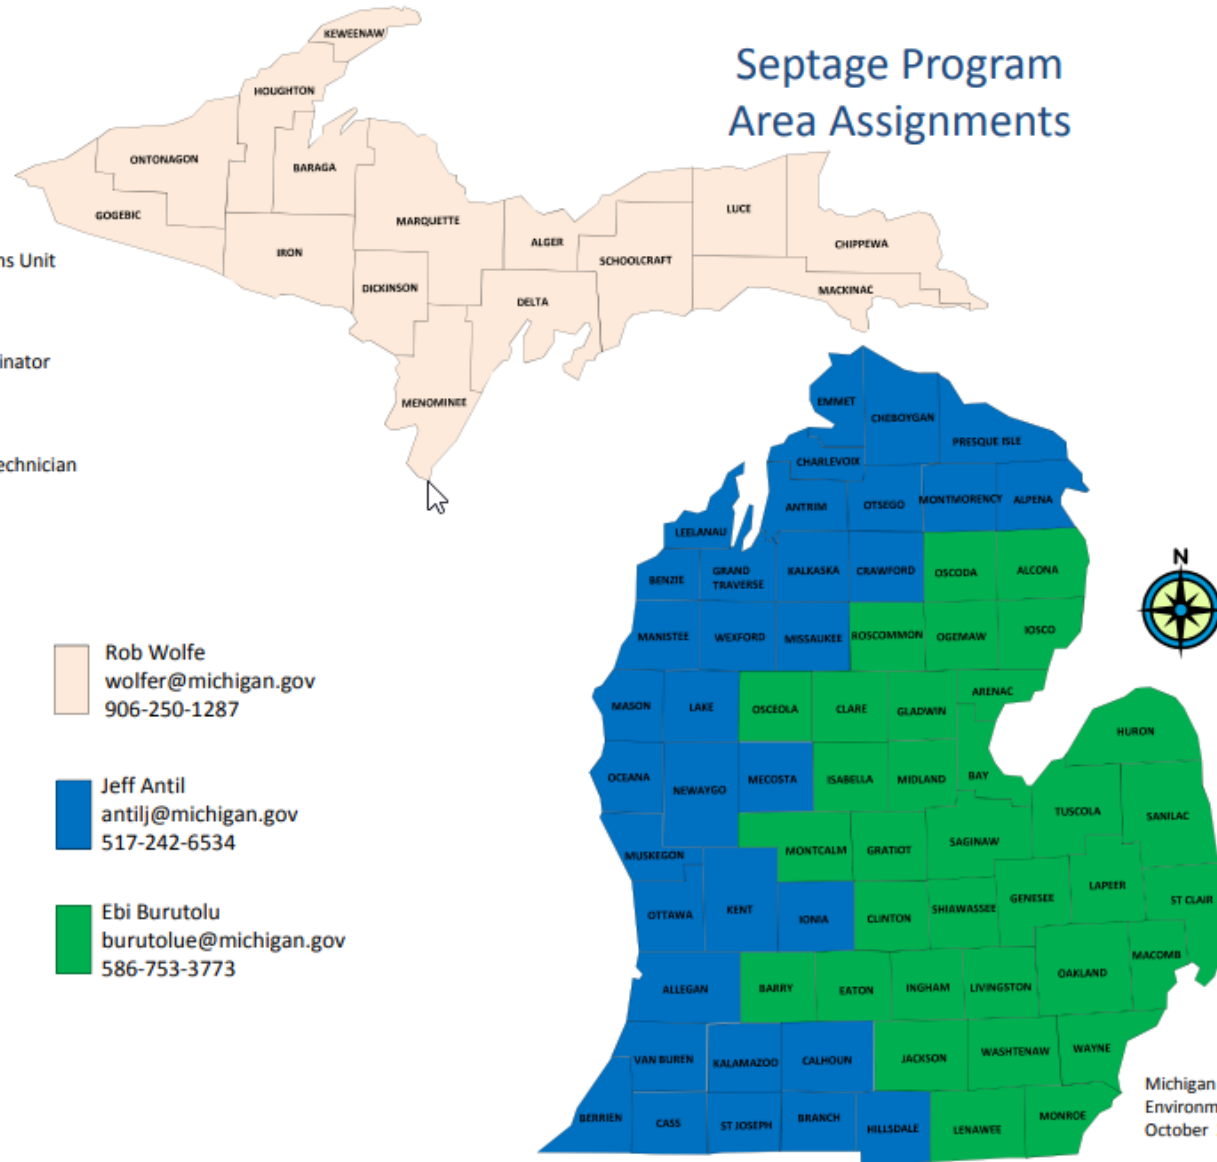 Septage Program
Area Assignments
KEWEENAW
HOUGHTON
ONTONAGON
BARAGA
GOGEBIC
MARQUETTE
LUCE
ALGER
CHIPPEWA
IRON
SCHOOLCRAFT
ns Unit
DICKINSON
MACKINAC
DELTA
inator
MENOMINEE
EMMET
CHEBOYGAN
PRESQUE ISLE
echnician
CHARLEVOIX
ANTRIM
OTSEGO
MONTMORENCY
ALPENA
LEELANAU
BENZIE
GRAND
TRAVERSE
KALKASKA
CRAWFORD
OSCODA
ALCONA
N
MANISTEE
WEXFORD
MISSAUKEE
ROSCOMMON
OGEMAW
IOSCO
Rob Wolfe
wolfer@michigan.gov
906-250-1287
MASON
LAKE
OSCEOLA
CLARE
GLADWIN
ARENAC
HURON
Jeff Antil
antilj@michigan.gov
517-242-6534
OCEANA
NEWAYGO
MECOSTA
ISABELLA
MIDLAND
BAY
TUSCOLA
SANILAC
MUSKEGON
MONTCALM
GRATIOT
SAGINAW
Ebi Burutolu
burutolue@michigan.gov
586-753-3773
OTTAWA
KENT
IONIA
CLINTON
SHIAWASSEE
GENESEE
LAPEER
ST CLAIR
ALLEGAN
BARRY
EATON
INGHAM
LIVINGSTON
OAKLAND
MACOMB
VAN BUREN
KALAMAZOO
CALHOUN
JACKSON
WASHTENAW
WAYNE
BERRIEN
CASS
ST JOSEPH
BRANCH
HILLSDALE
LENAWEE
MONROE
Michigan
Environm
October